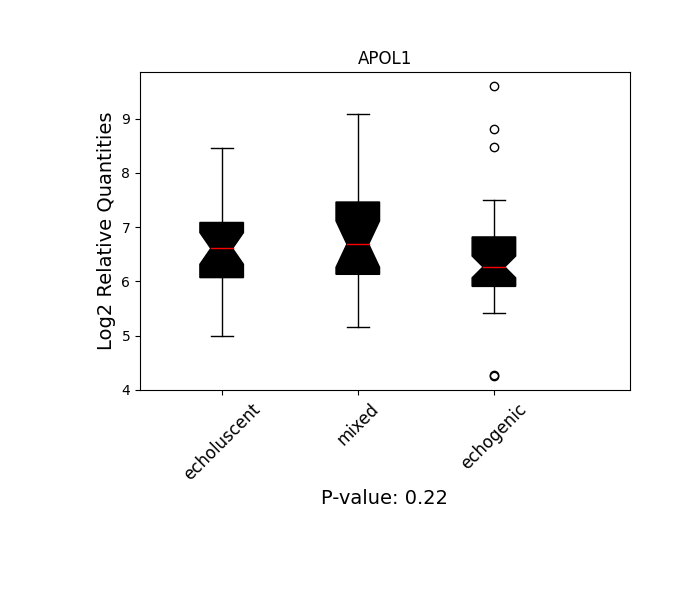 APOL1
Log2 Relative Quantities
9
8
7
6
5
4
echoluscent
mixed
echogenic
P-value: 0.22